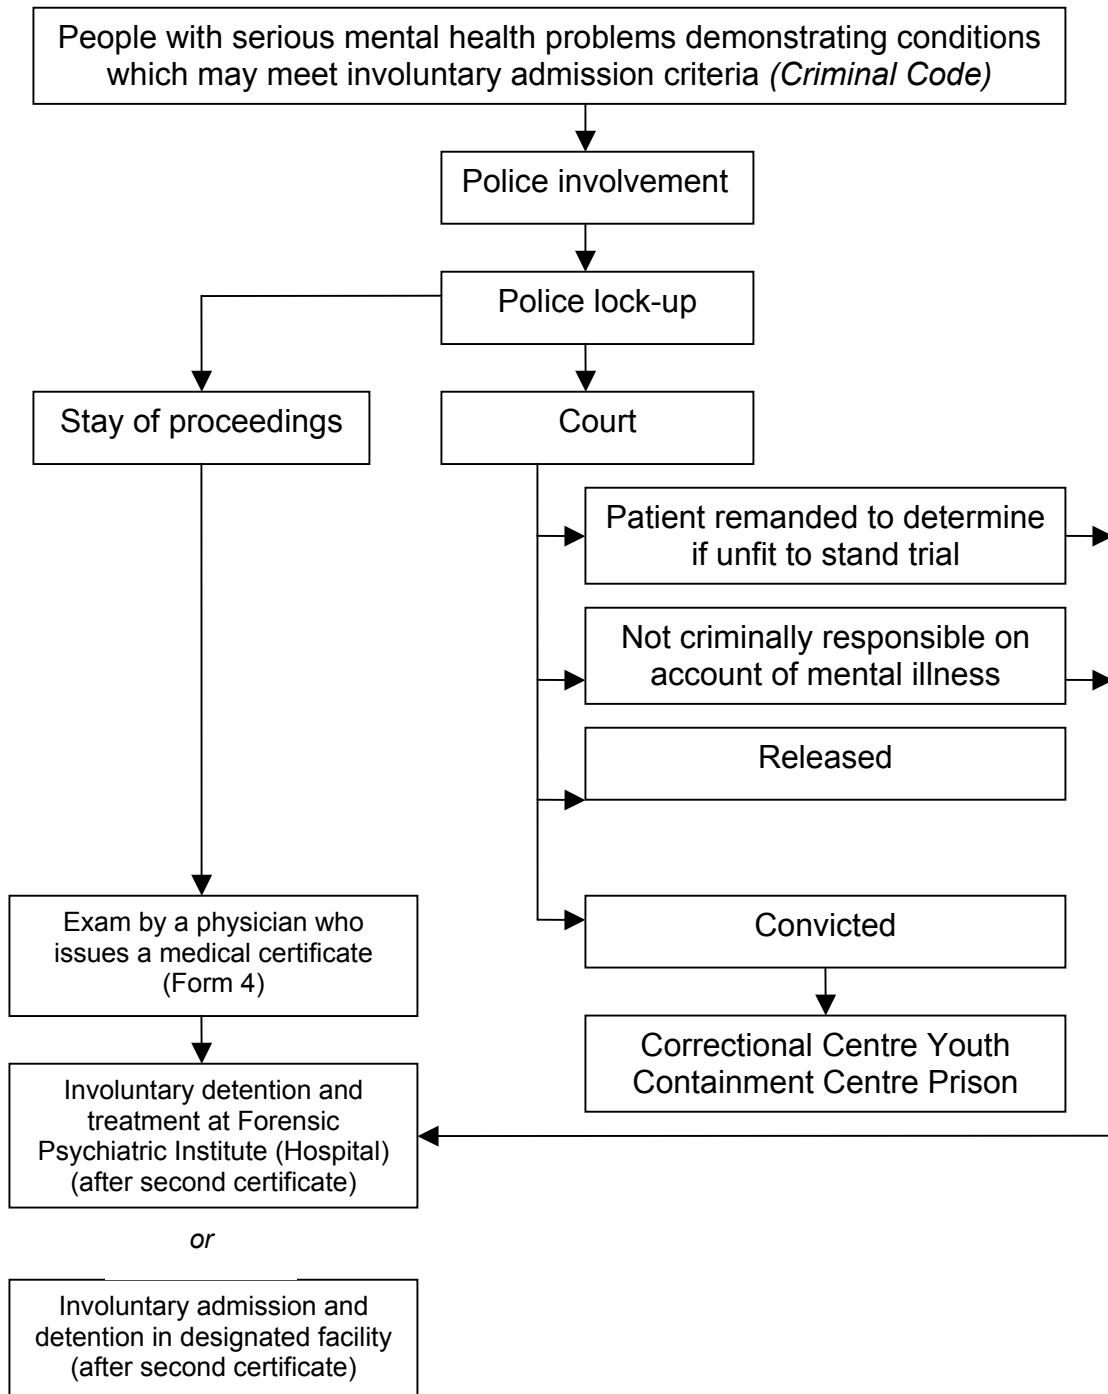 People with serious mental health problems demonstrating conditions
which may meet involuntary admission criteria (Criminal Code)
Police involvement
Police lock-up
Stay of proceedings
Court
Patient remanded to determine
if unfit to stand trial
Not criminally responsible on
account of mental illness
Released
Exam by a physician who
issues a medical certificate
(Form 4)
Convicted
Correctional Centre Youth
Containment Centre Prison
Involuntary detention and
treatment at Forensic
Psychiatric Institute (Hospital)
(after second certificate)
or
Involuntary admission and
detention in designated facility
(after second certificate)